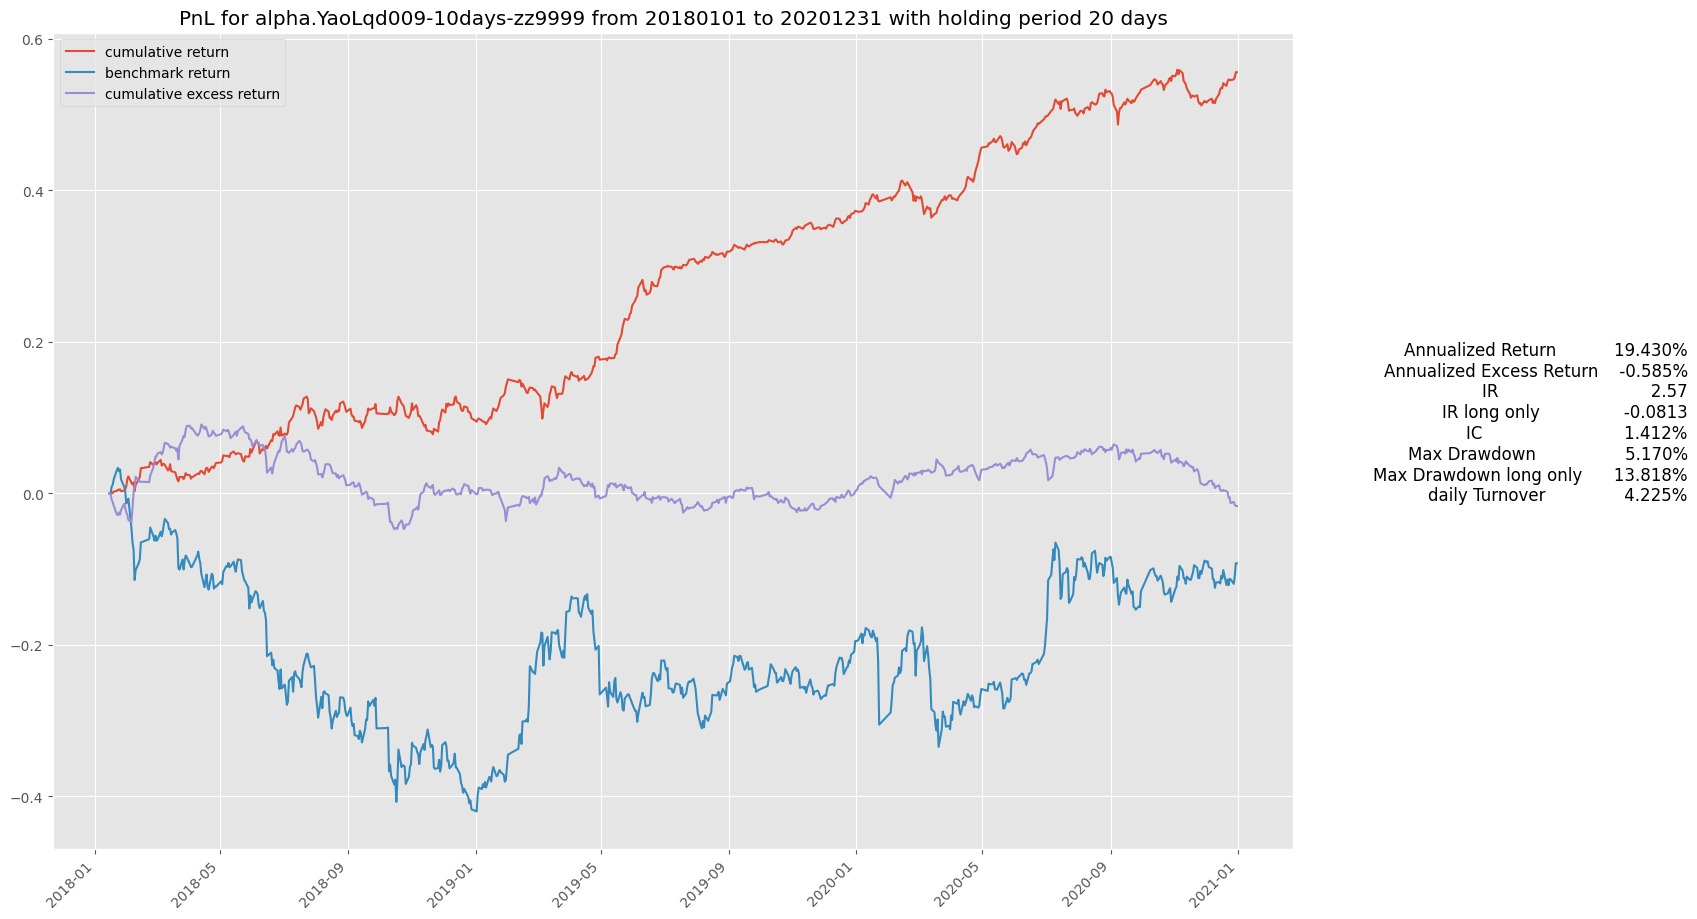 PnL for alpha.YaoLqd009-10days-zz9999 from 20180101 to 20201231 with holding period 20 days
cumulative return
benchmark return
cumulative excess return
0.6
0.4
0.2
0.0
−0.2
−0.4
2018-01
2018-05
2018-09
2019-01
2019-05
2019-09
2020-01
2020-05
2020-09
2021-01
Annualized Return 19.430%
Annualized Excess Return -0.585%
IR 2.57
IR long only -0.0813
IC 1.412%
Max Drawdown 5.170%
Max Drawdown long only 13.818%
daily Turnover 4.225%